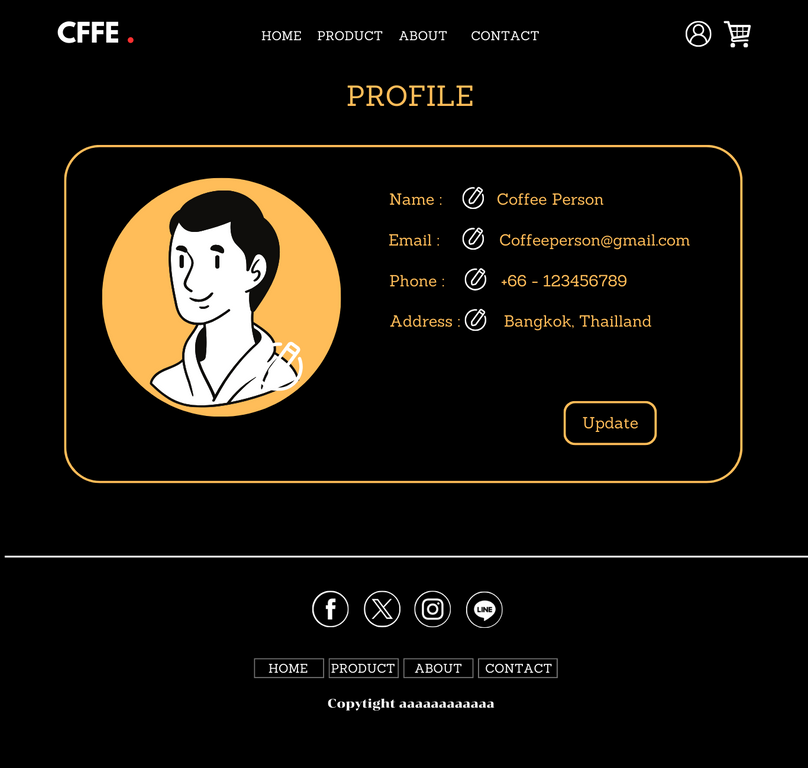 CFFE .
HOME PRODUCT ABOUT CONTACT
PROFILE
Name : Coffee Person
Email : Coffeeperson@gmail.com
Phone : +66 - 123456789
Address : Bangkok, Thailland
Update
LINE
HOME PRODUCT ABOUT CONTACT
Copytight aaaaaaaaaaaa